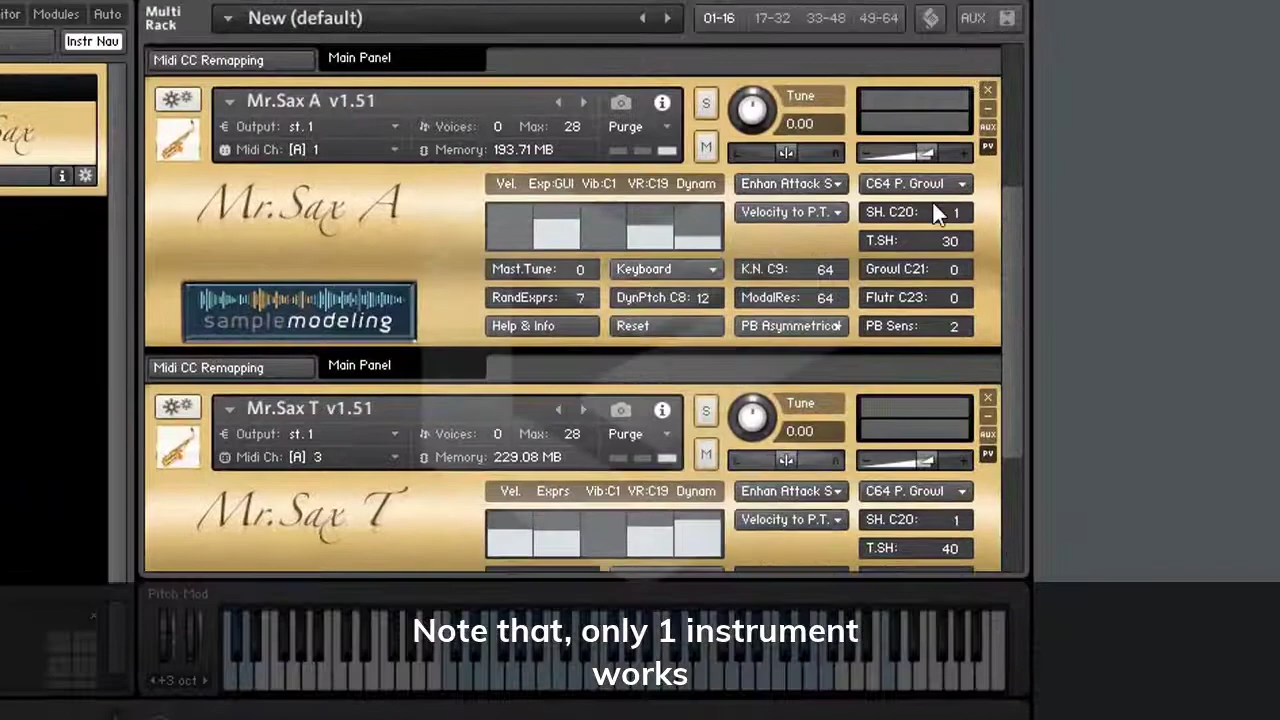 itor Modules Auto
Instr Nav
Sax
Multi
Rack
New (default)
01-16 17-32 33-48 49-64 AUX
Midi CC Remapping Main Panel
Mr.Sax A v1.51
Output: st. 1 Voices: 0 Max: 28 Purge
Midi Ch: [A] 1 Memory: 193.71 MB
S
M
Tune
0.00
L R - +
AUX
PV
Mr.Sax A
samplemodeling
Vel. Exp:GUI Vib:C1 VR:C19 Dynam
Enhan Attack S C64 P. Growl
Velocity to P.T. SH. C20: 1
T.SH: 30
Mast.Tune: 0 Keyboard K.N. C9: 64 Growl C21: 0
RandExprs: 7 DynPtch C8: 12 ModalRes: 64 Flutr C23: 0
Help & Info Reset PB Asymmetrical PB Sens: 2
Midi CC Remapping Main Panel
Mr.Sax T v1.51
Output: st. 1 Voices: 0 Max: 28 Purge
Midi Ch: [A] 3 Memory: 229.08 MB
S
M
Tune
0.00
L R - +
AUX
PV
Mr.Sax T
Vel. Exprs Vib:C1 VR:C19 Dynam
Enhan Attack S C64 P. Growl
Velocity to P.T. SH. C20: 1
T.SH: 40
Pitch Mod
+3 oct
Note that, only 1 instrument
works